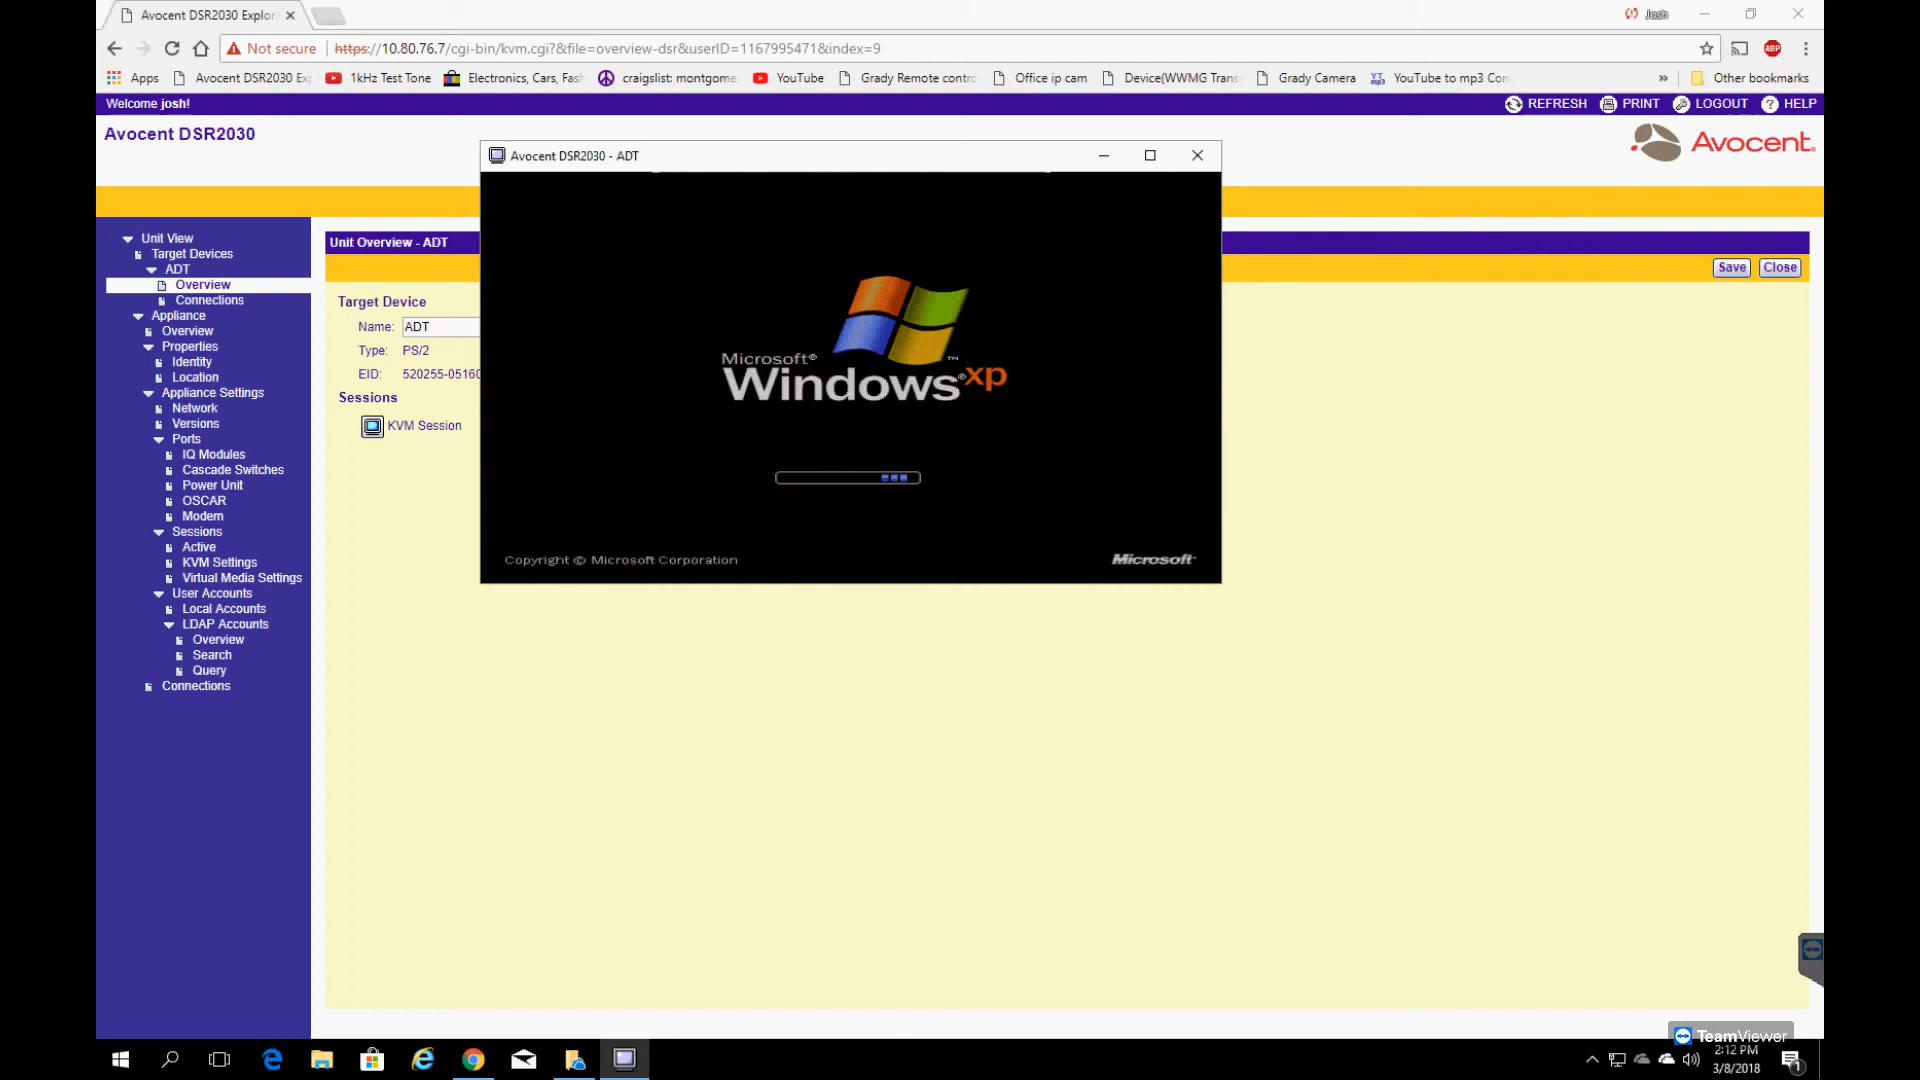 Avocent DSR2030 Explor
Josh
Not secure https://10.80.76.7/cgi-bin/kvm.cgi?&file=overview-dsr&userID=1167995471&index=9
ABP
Apps Avocent DSR2030 Ex 1kHz Test Tone Electronics, Cars, Fas craigslist: montgome YouTube Grady Remote contr Office ip cam Device(WWMG Trans Grady Camera YouTube to mp3 Con » Other bookmarks
Welcome josh! REFRESH PRINT LOGOUT ? HELP
Avocent DSR2030
Avocent.
Avocent DSR2030 - ADT
Unit View
Target Devices
ADT
Overview
Connections
Appliance
Overview
Properties
Identity
Location
Appliance Settings
Network
Versions
Ports
IQ Modules
Cascade Switches
Power Unit
OSCAR
Modem
Sessions
Active
KVM Settings
Virtual Media Settings
User Accounts
Local Accounts
LDAP Accounts
Overview
Search
Query
Connections
Unit Overview - ADT
Save Close
Target Device
Name: ADT
Type: PS/2
EID: 520255-0516
Sessions
KVM Session
Microsoft®
Windows®xp
™
Copyright © Microsoft Corporation
Microsoft
TeamViewer
2:12 PM
3/8/2018
1